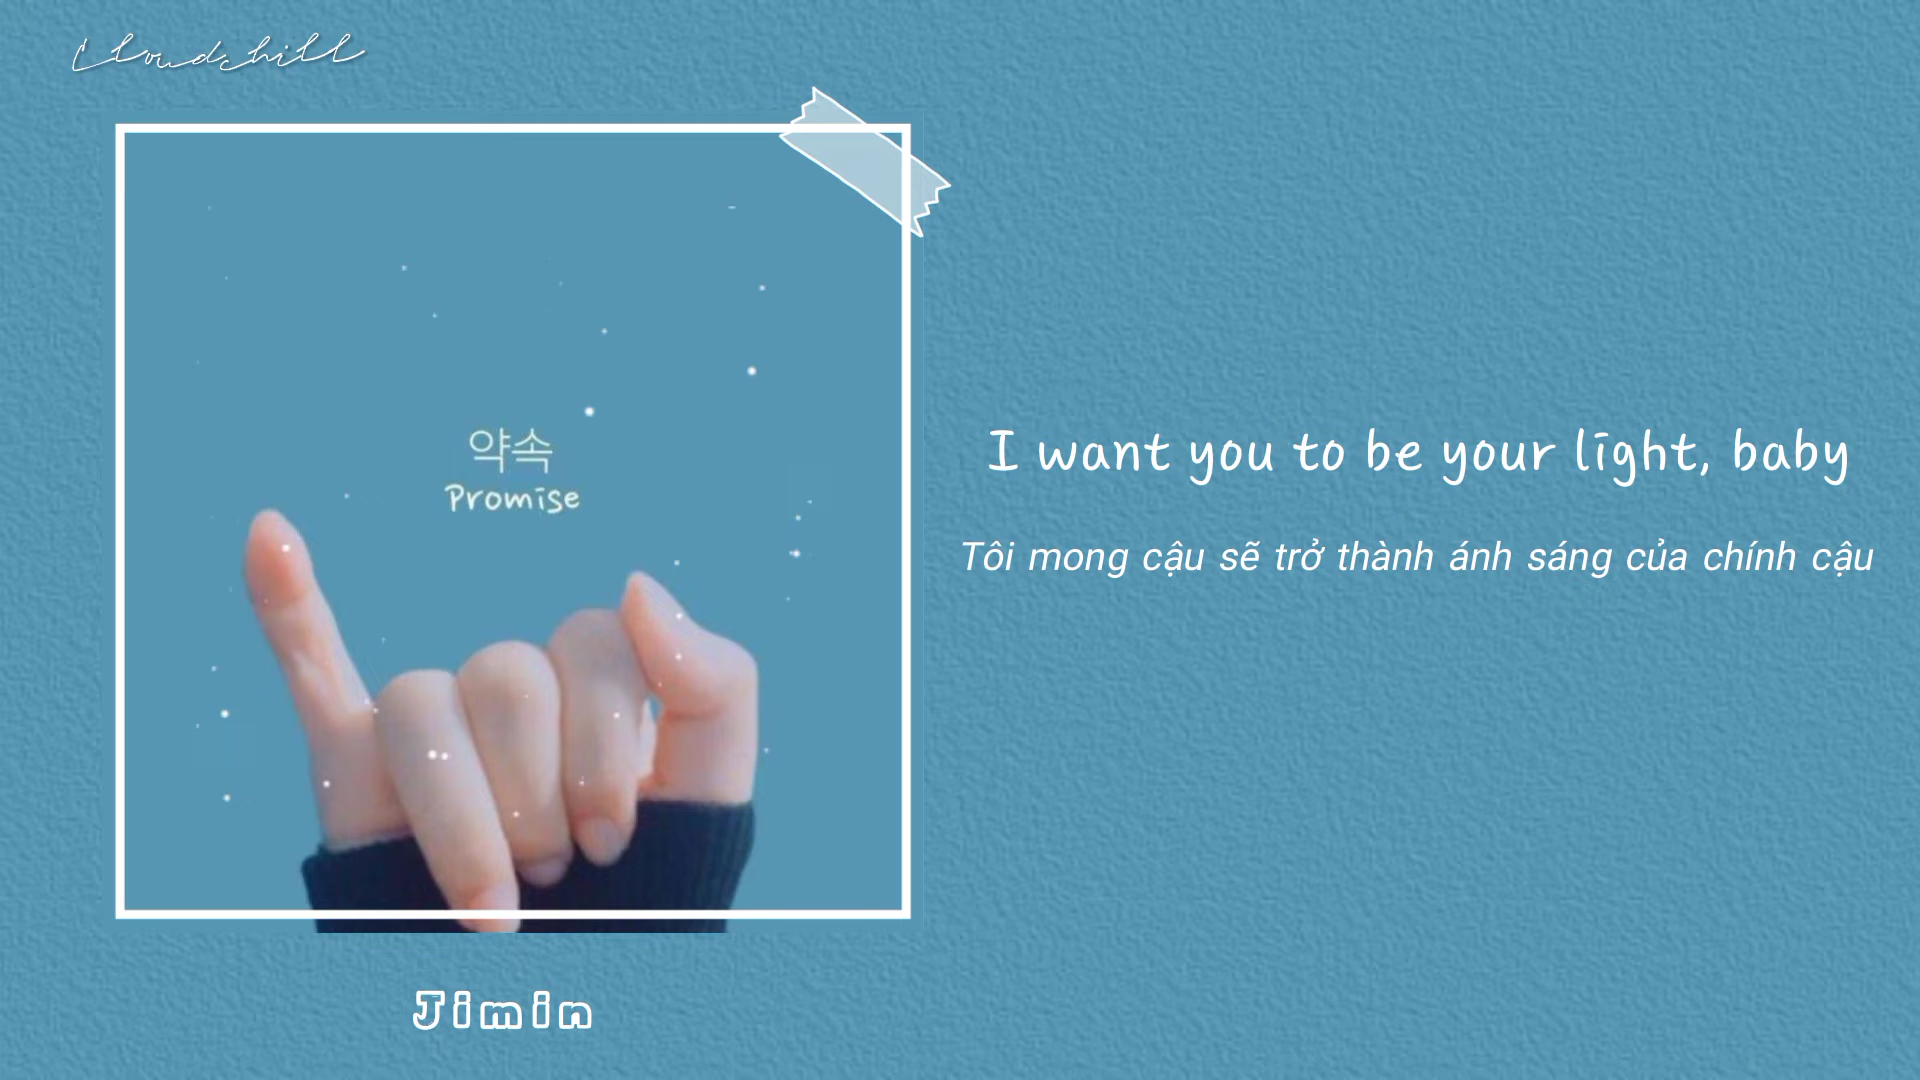 Cloudchill
약속
Promise
I want you to be your light, baby
Tôi mong cậu sẽ trở thành ánh sáng của chính cậu
Jimin